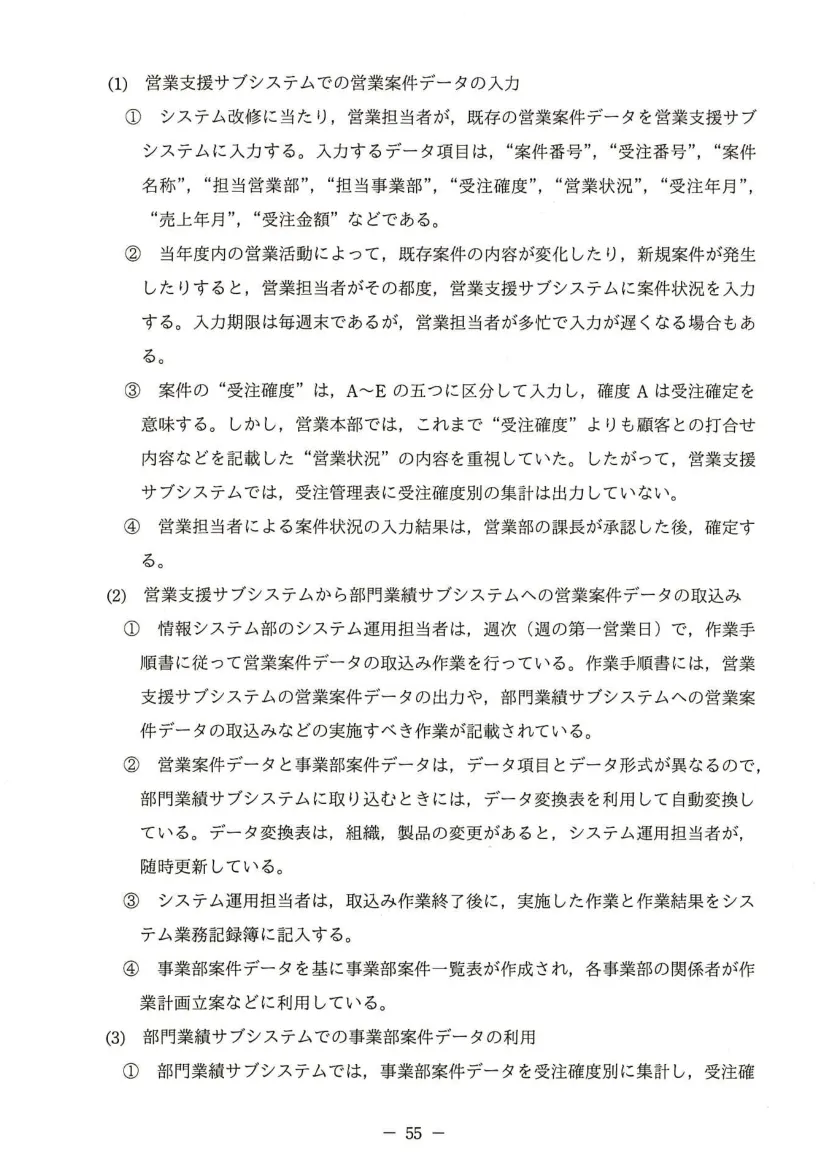 (1) 営業支援サブシステムでの営業案件データの入力
① システム改修に当たり，営業担当者が，既存の営業案件データを営業支援サブ
システムに入力する。入力するデータ項目は，“案件番号”，“受注番号”，“案件
名称”，“担当営業部”，“担当事業部”，“受注確度”，“営業状況”，“受注年月”，
“売上年月”，“受注金額” などである。
② 当年度内の営業活動によって，既存案件の内容が変化したり，新規案件が発生
したりすると，営業担当者がその都度，営業支援サブシステムに案件状況を入力
する。入力期限は毎週末であるが，営業担当者が多忙で入力が遅くなる場合もあ
る。
③ 案件の “受注確度” は，A～E の五つに区分して入力し，確度 A は受注確定を
意味する。しかし，営業本部では，これまで “受注確度” よりも顧客との打合せ
内容などを記載した “営業状況” の内容を重視していた。したがって，営業支援
サブシステムでは，受注管理表に受注確度別の集計は出力していない。
④ 営業担当者による案件状況の入力結果は，営業部の課長が承認した後，確定す
る。
(2) 営業支援サブシステムから部門業績サブシステムへの営業案件データの取込み
① 情報システム部のシステム運用担当者は，週次（週の第一営業日）で，作業手
順書に従って営業案件データの取込み作業を行っている。作業手順書には，営業
支援サブシステムの営業案件データの出力や，部門業績サブシステムへの営業案
件データの取込みなどの実施すべき作業が記載されている。
② 営業案件データと事業部案件データは，データ項目とデータ形式が異なるので，
部門業績サブシステムに取り込むときには，データ変換表を利用して自動変換し
ている。データ変換表は，組織，製品の変更があると，システム運用担当者が，
随時更新している。
③ システム運用担当者は，取込み作業終了後に，実施した作業と作業結果をシス
テム業務記録簿に記入する。
④ 事業部案件データを基に事業部案件一覧表が作成され，各事業部の関係者が作
業計画立案などに利用している。
(3) 部門業績サブシステムでの事業部案件データの利用
① 部門業績サブシステムでは，事業部案件データを受注確度別に集計し，受注確
－ 55 －